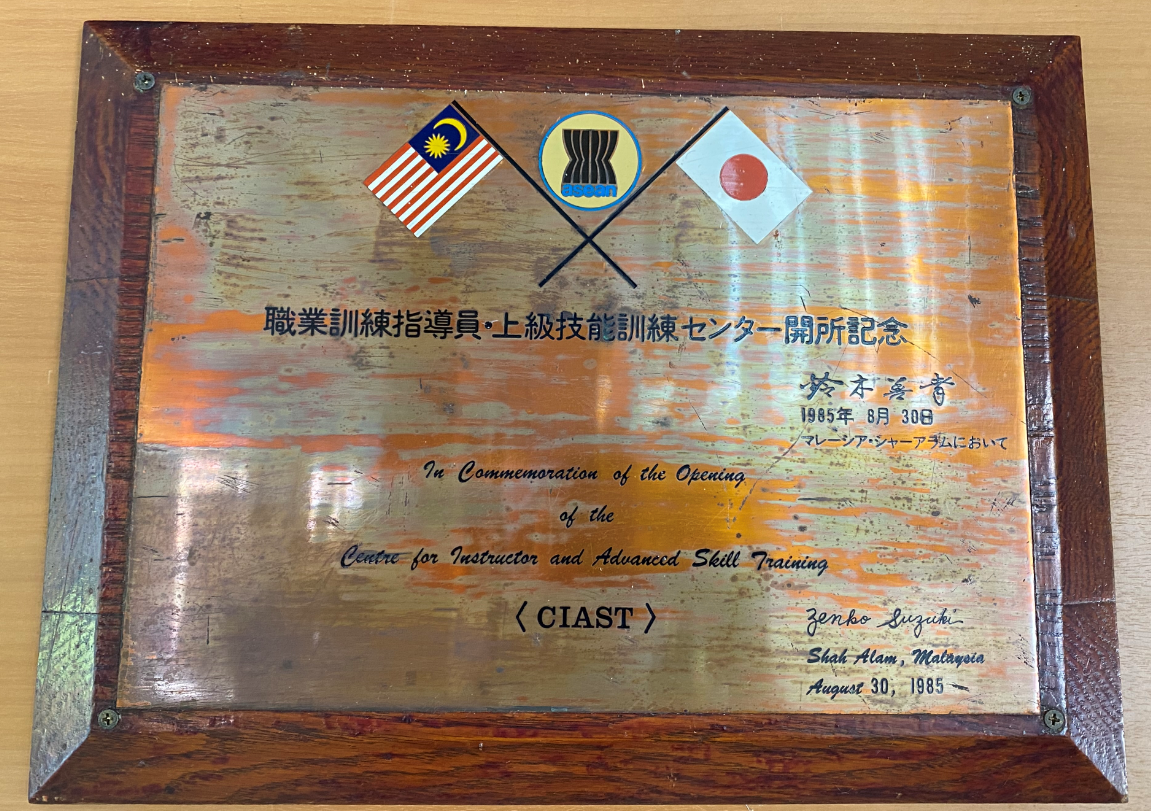 asean
職業訓練指導員・上級技能訓練センター開所記念
鈴木善幸
1985年 8月 30日
マレーシア・シャーアラムにおいて
In Commemoration of the Opening
of the
Centre for Instructor and Advanced Skill Training
〈 CIAST 〉
Zenko Suzuki
Shah Alam, Malaysia
August 30, 1985